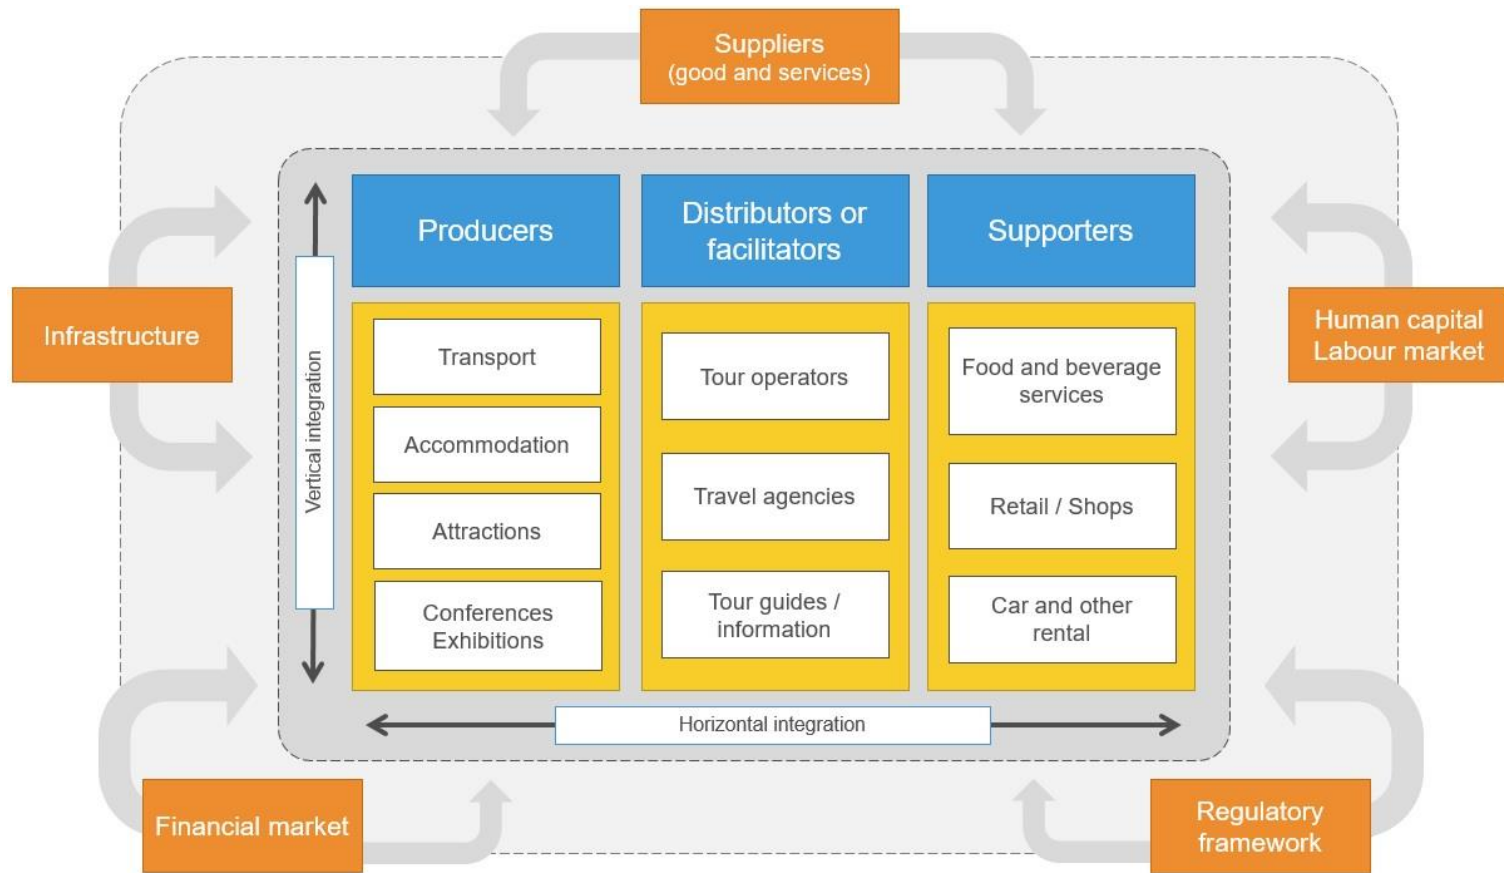 Suppliers
(good and services)
Producers
Distributors or
facilitators
Supporters
Infrastructure
Human capital
Labour market
Vertical integration
Transport
Accommodation
Attractions
Conferences
Exhibitions
Tour operators
Travel agencies
Tour guides /
information
Food and beverage
services
Retail / Shops
Car and other
rental
Horizontal integration
Financial market
Regulatory
framework